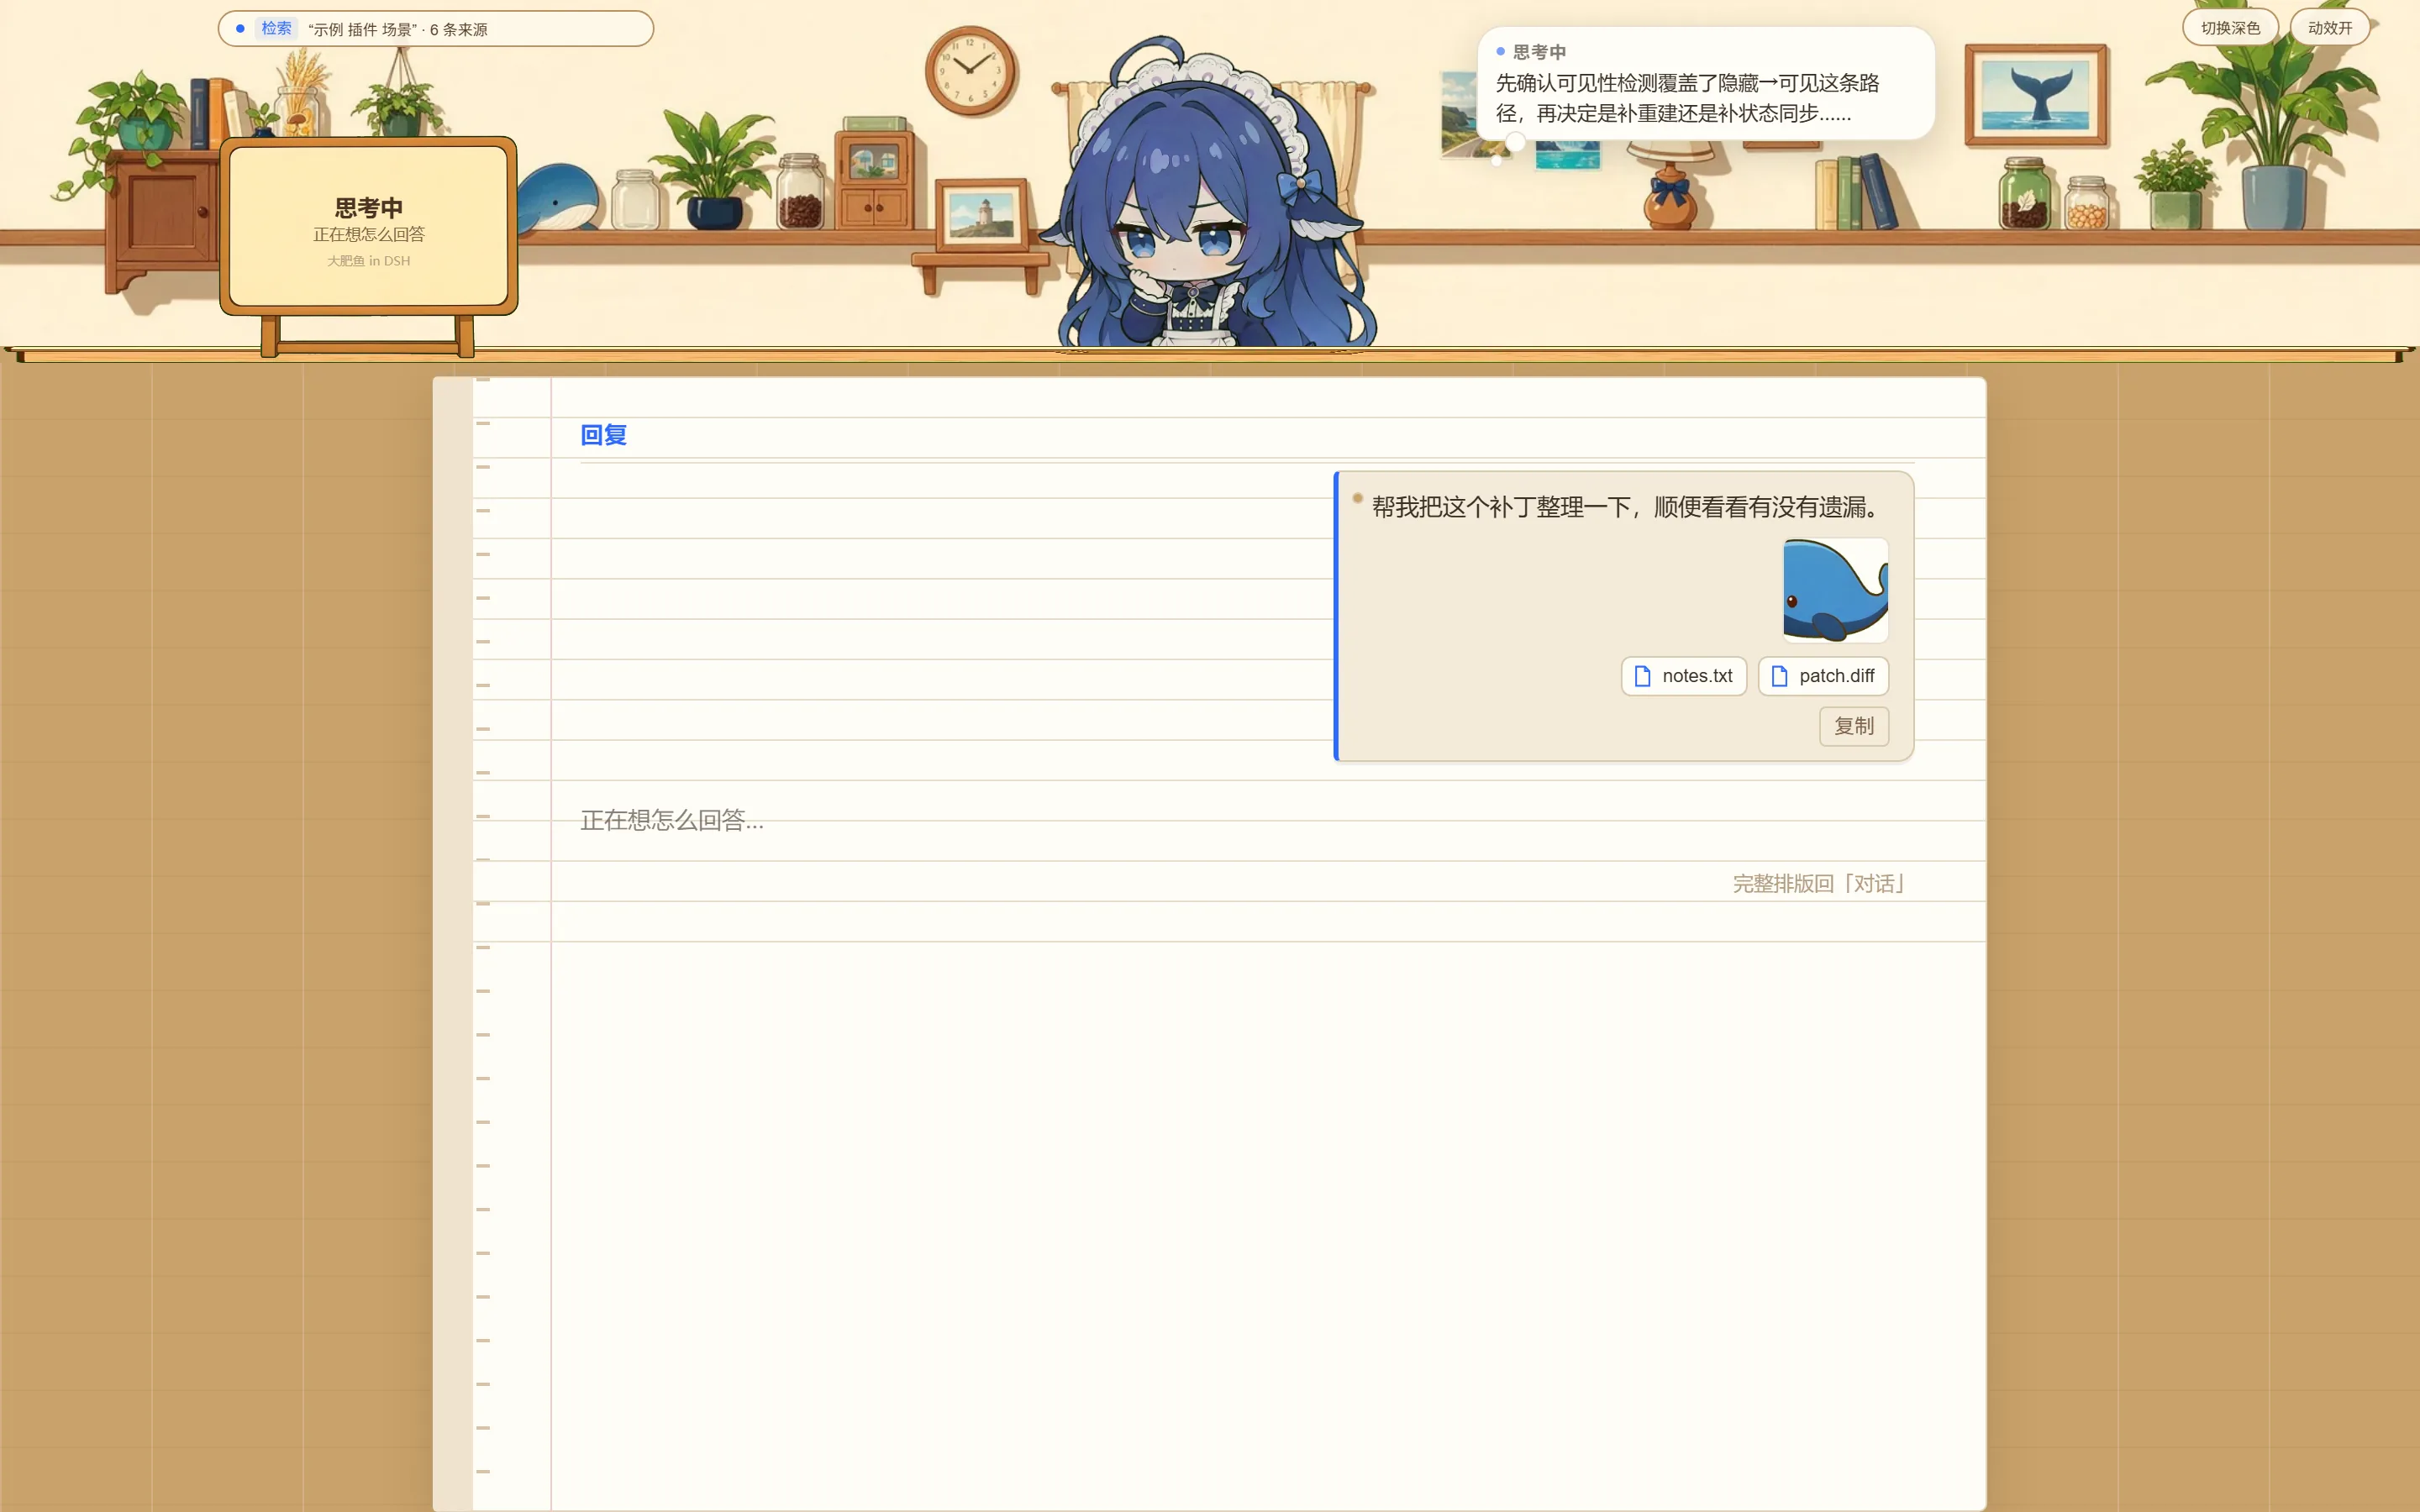 检索 “示例 插件 场景” · 6 条来源
切换深色
动效开
思考中
先确认可见性检测覆盖了隐藏→可见这条路
径，再决定是补重建还是补状态同步……
思考中
正在想怎么回答
大肥鱼 in DSH
回复
帮我把这个补丁整理一下，顺便看看有没有遗漏。
notes.txt
patch.diff
复制
正在想怎么回答...
完整排版回「对话」